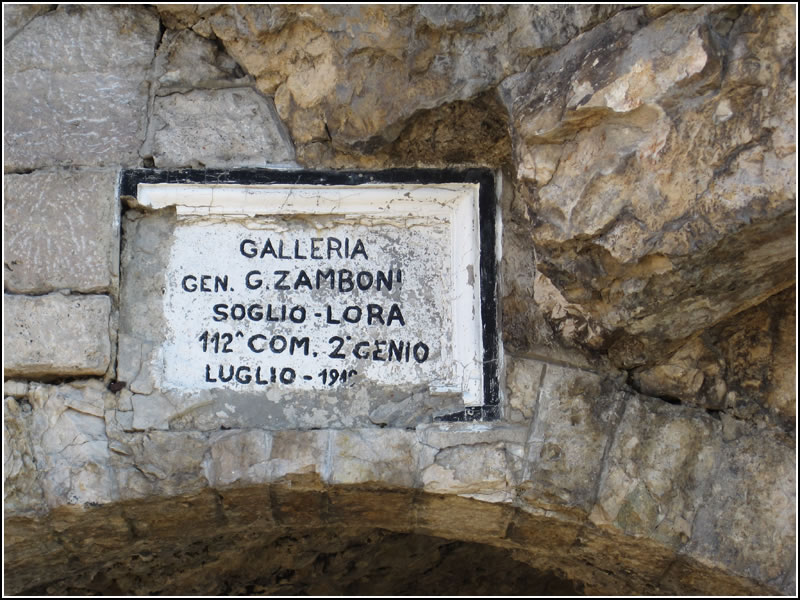 GALLERIA
GEN. G. ZAMBONI
SOGLIO - LORA
112ᴬ COM. 2° GENIO
LUGLIO -